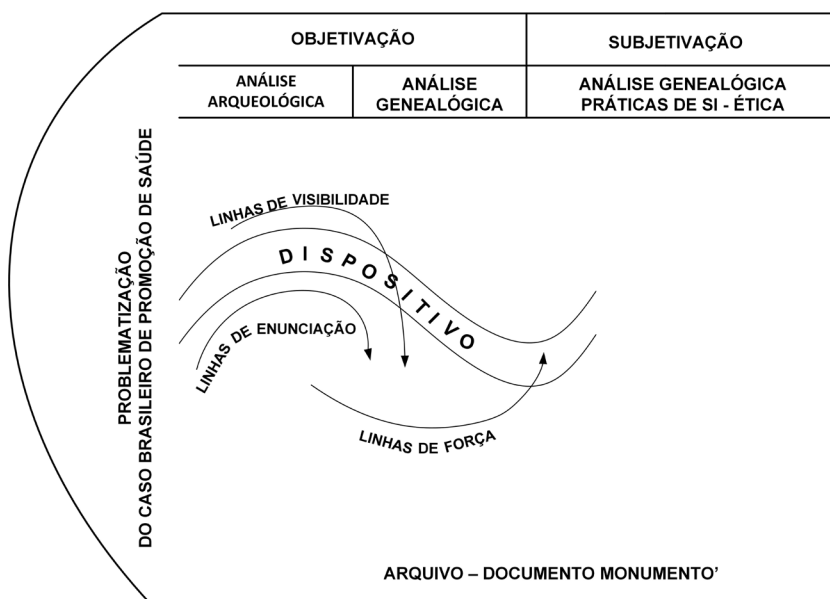 OBJETIVAÇÃO
SUBJETIVAÇÃO
ANÁLISE
ARQUEOLÓGICA
ANÁLISE
GENEALÓGICA
ANÁLISE GENEALÓGICA
PRÁTICAS DE SI - ÉTICA
PROBLEMATIZAÇÃO
DO CASO BRASILEIRO DE PROMOÇÃO DE SAÚDE
LINHAS DE VISIBILIDADE
DISPOSITIVO
LINHAS DE ENUNCIAÇÃO
LINHAS DE FORÇA
ARQUIVO – DOCUMENTO MONUMENTO’